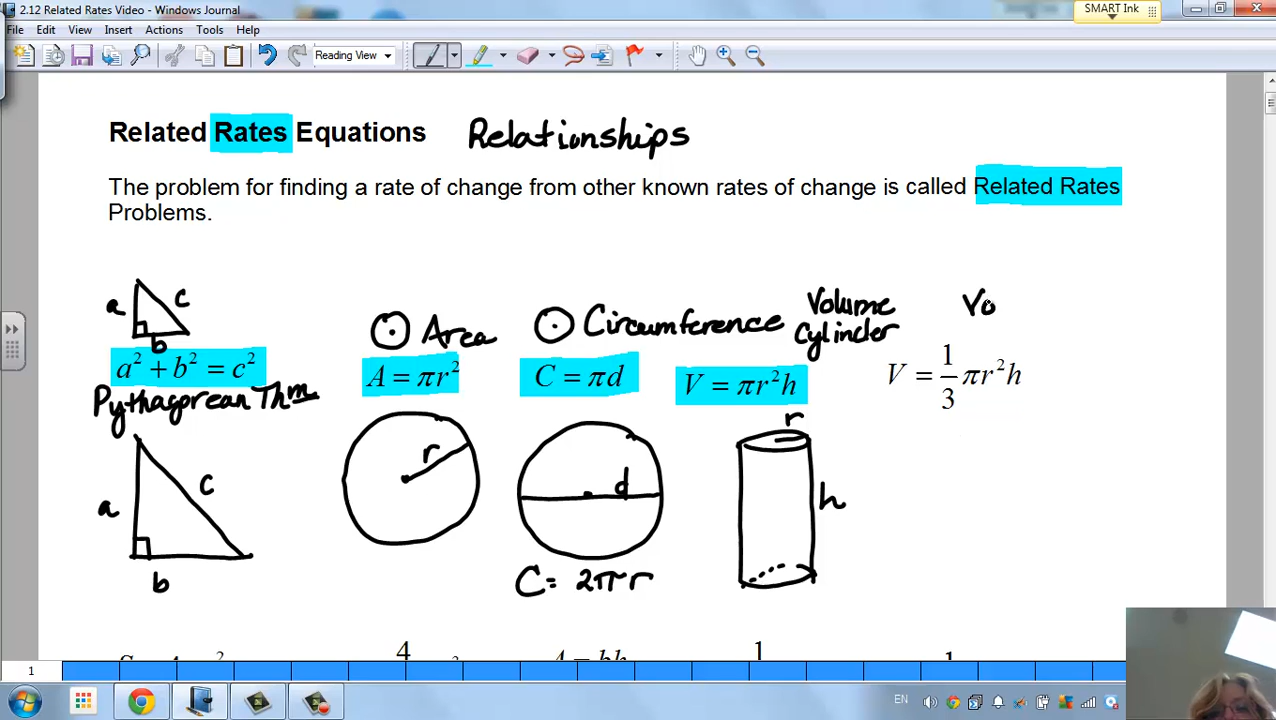 2.12 Related Rates Video - Windows Journal
SMART Ink
File Edit View Insert Actions Tools Help
Reading View
Related Rates Equations Relationships
The problem for finding a rate of change from other known rates of change is called Related Rates
Problems.
a c b
Area
Circumference
Volume
Cylinder
Vo
a² + b² = c²
A = πr²
C = πd
V = πr²h
V = 1/3 πr²h
Pythagorean Thm
a c b
r
d
r
h
C = 2πr
1
EN